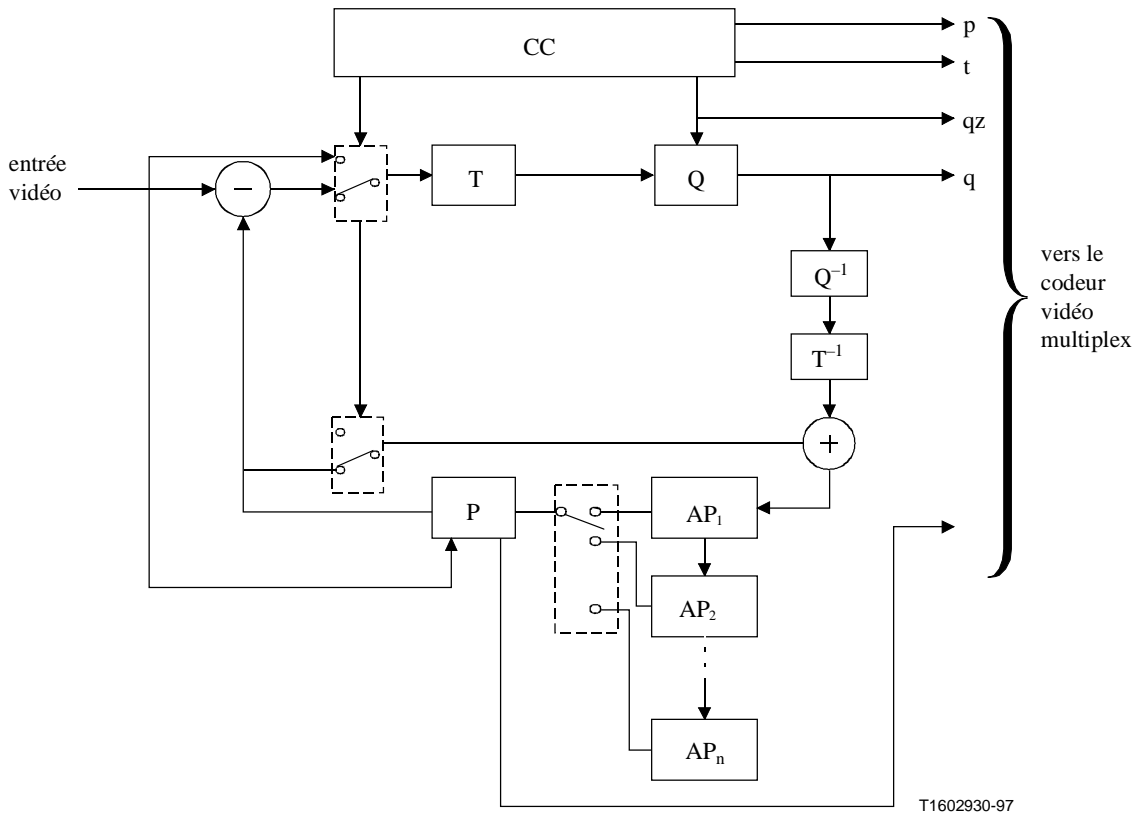 CC
p
t
qz
q
entrée
vidéo
−
T
Q
Q⁻¹
T⁻¹
+
vers le
codeur
vidéo
multiplex
P
AP₁
AP₂
APₙ
T1602930-97